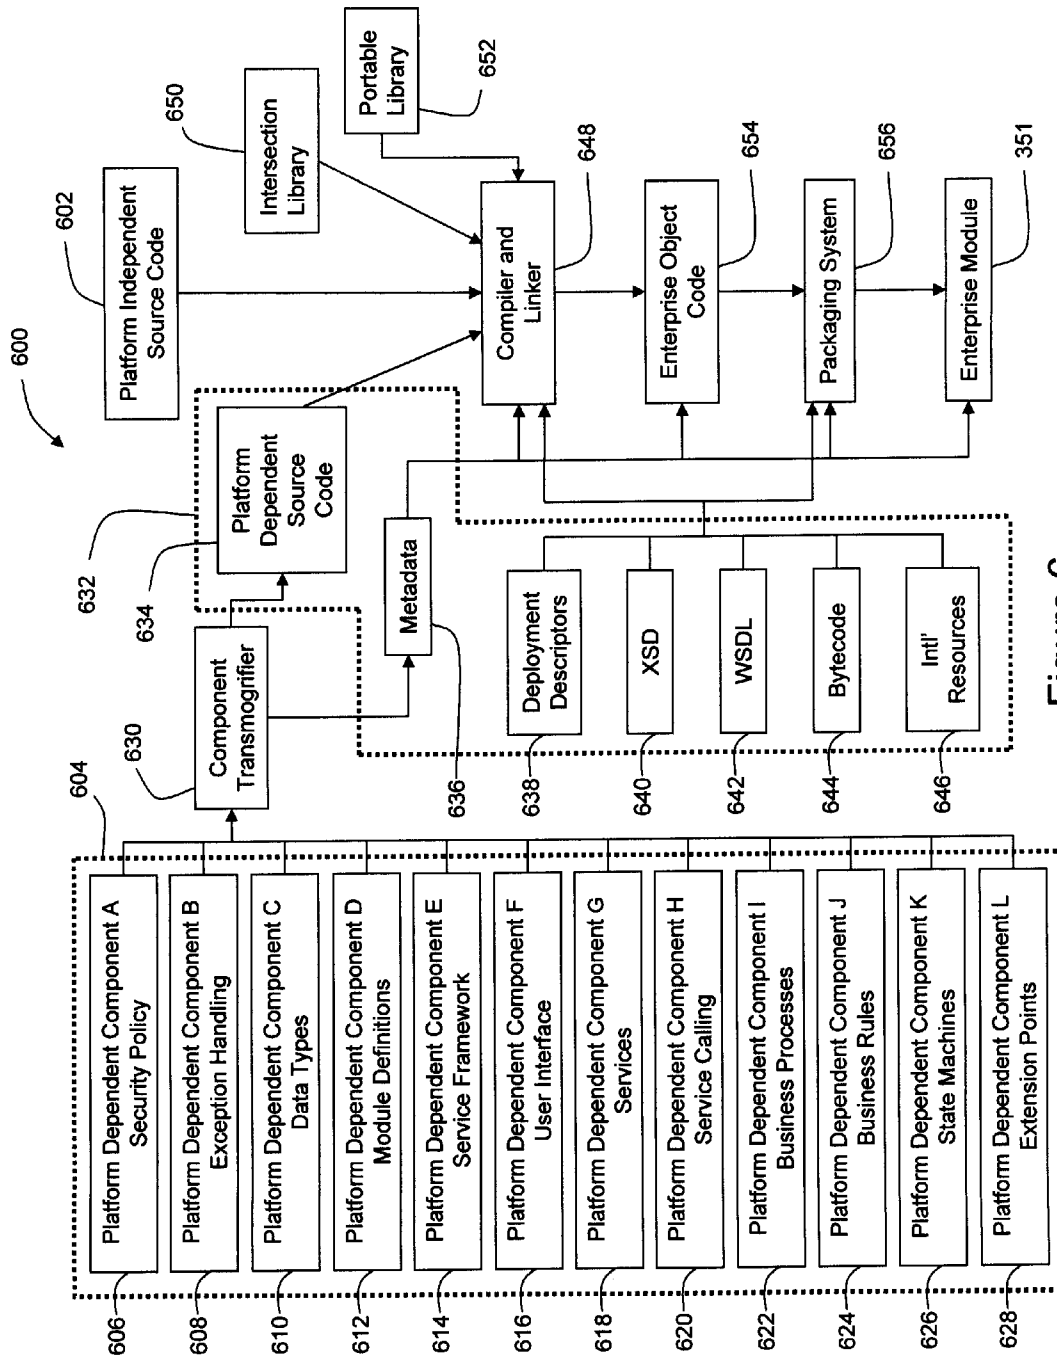 600
602
Platform Independent
Source Code
604
606
Platform Dependent Component A
Security Policy
608
Platform Dependent Component B
Exception Handling
610
Platform Dependent Component C
Data Types
612
Platform Dependent Component D
Module Definitions
614
Platform Dependent Component E
Service Framework
616
Platform Dependent Component F
User Interface
618
Platform Dependent Component G
Services
620
Platform Dependent Component H
Service Calling
622
Platform Dependent Component I
Business Processes
624
Platform Dependent Component J
Business Rules
626
Platform Dependent Component K
State Machines
628
Platform Dependent Component L
Extension Points
630
Component
Transmogrifier
632
634
Platform
Dependent
Source
Code
636
Metadata
638
Deployment
Descriptors
640
XSD
642
WSDL
644
Bytecode
646
Intl'
Resources
650
Intersection
Library
Portable
Library
652
Compiler and
Linker
648
Enterprise Object
Code
654
Packaging System
656
Enterprise Module
351
Figure 6